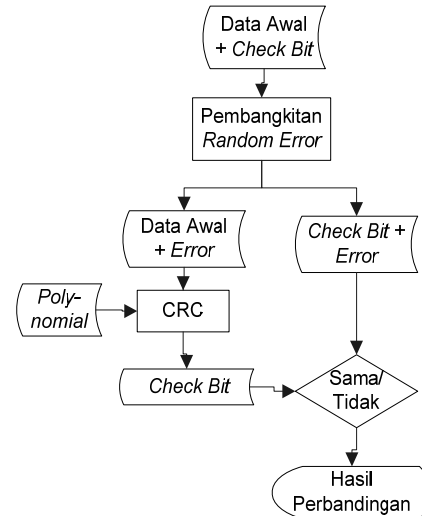 Data Awal
+ Check Bit
Pembangkitan
Random Error
Data Awal
+ Error
Check Bit +
Error
Poly-
nomial
CRC
Check Bit
Sama/
Tidak
Hasil
Perbandingan